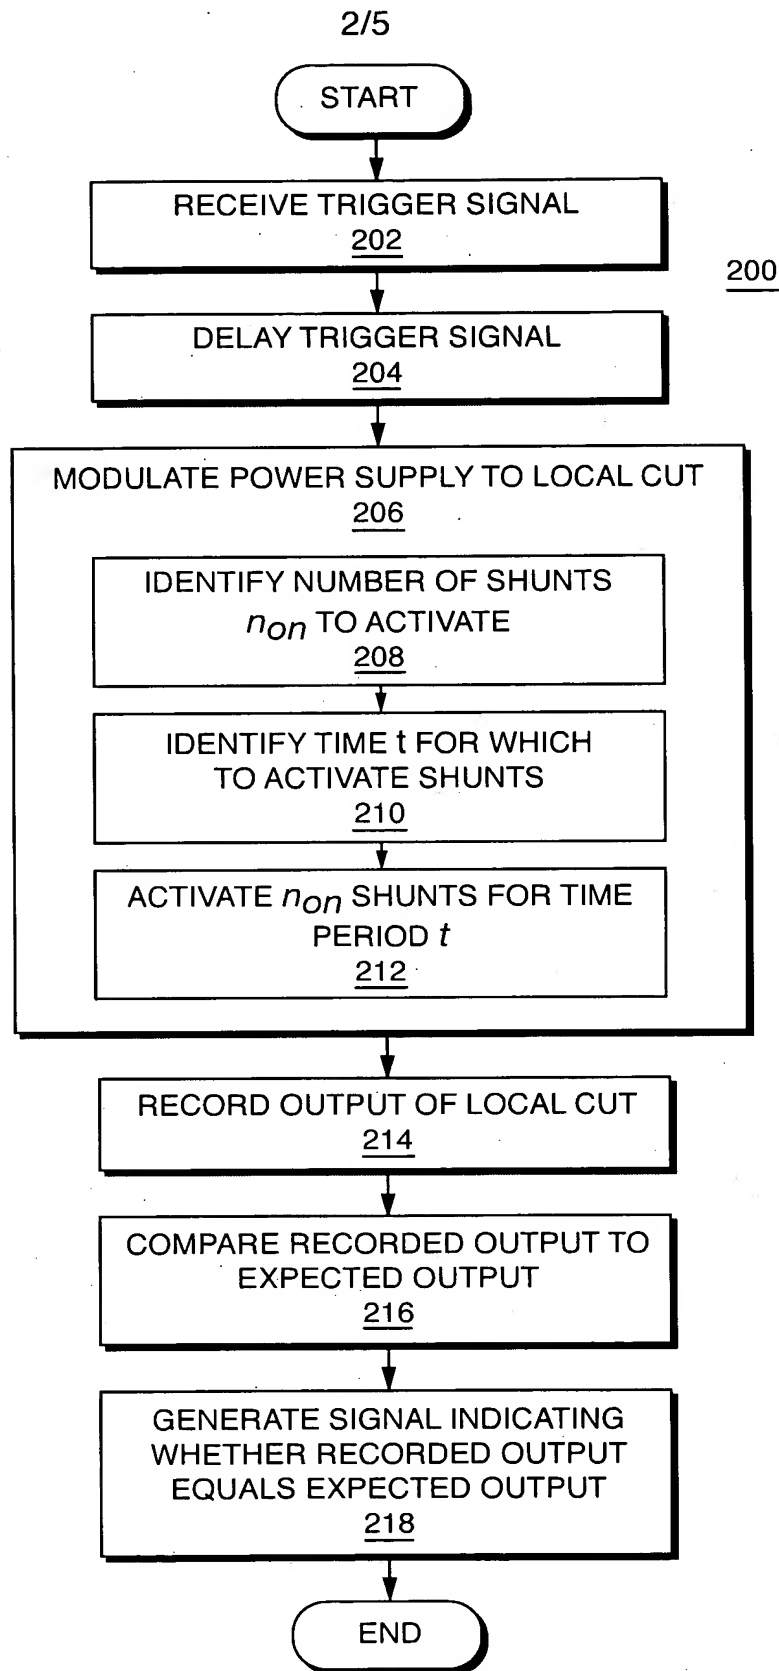 2/5
START
RECEIVE TRIGGER SIGNAL
202
200
DELAY TRIGGER SIGNAL
204
MODULATE POWER SUPPLY TO LOCAL CUT
206
IDENTIFY NUMBER OF SHUNTS
non TO ACTIVATE
208
IDENTIFY TIME t FOR WHICH
TO ACTIVATE SHUNTS
210
ACTIVATE non SHUNTS FOR TIME
PERIOD t
212
RECORD OUTPUT OF LOCAL CUT
214
COMPARE RECORDED OUTPUT TO
EXPECTED OUTPUT
216
GENERATE SIGNAL INDICATING
WHETHER RECORDED OUTPUT
EQUALS EXPECTED OUTPUT
218
END